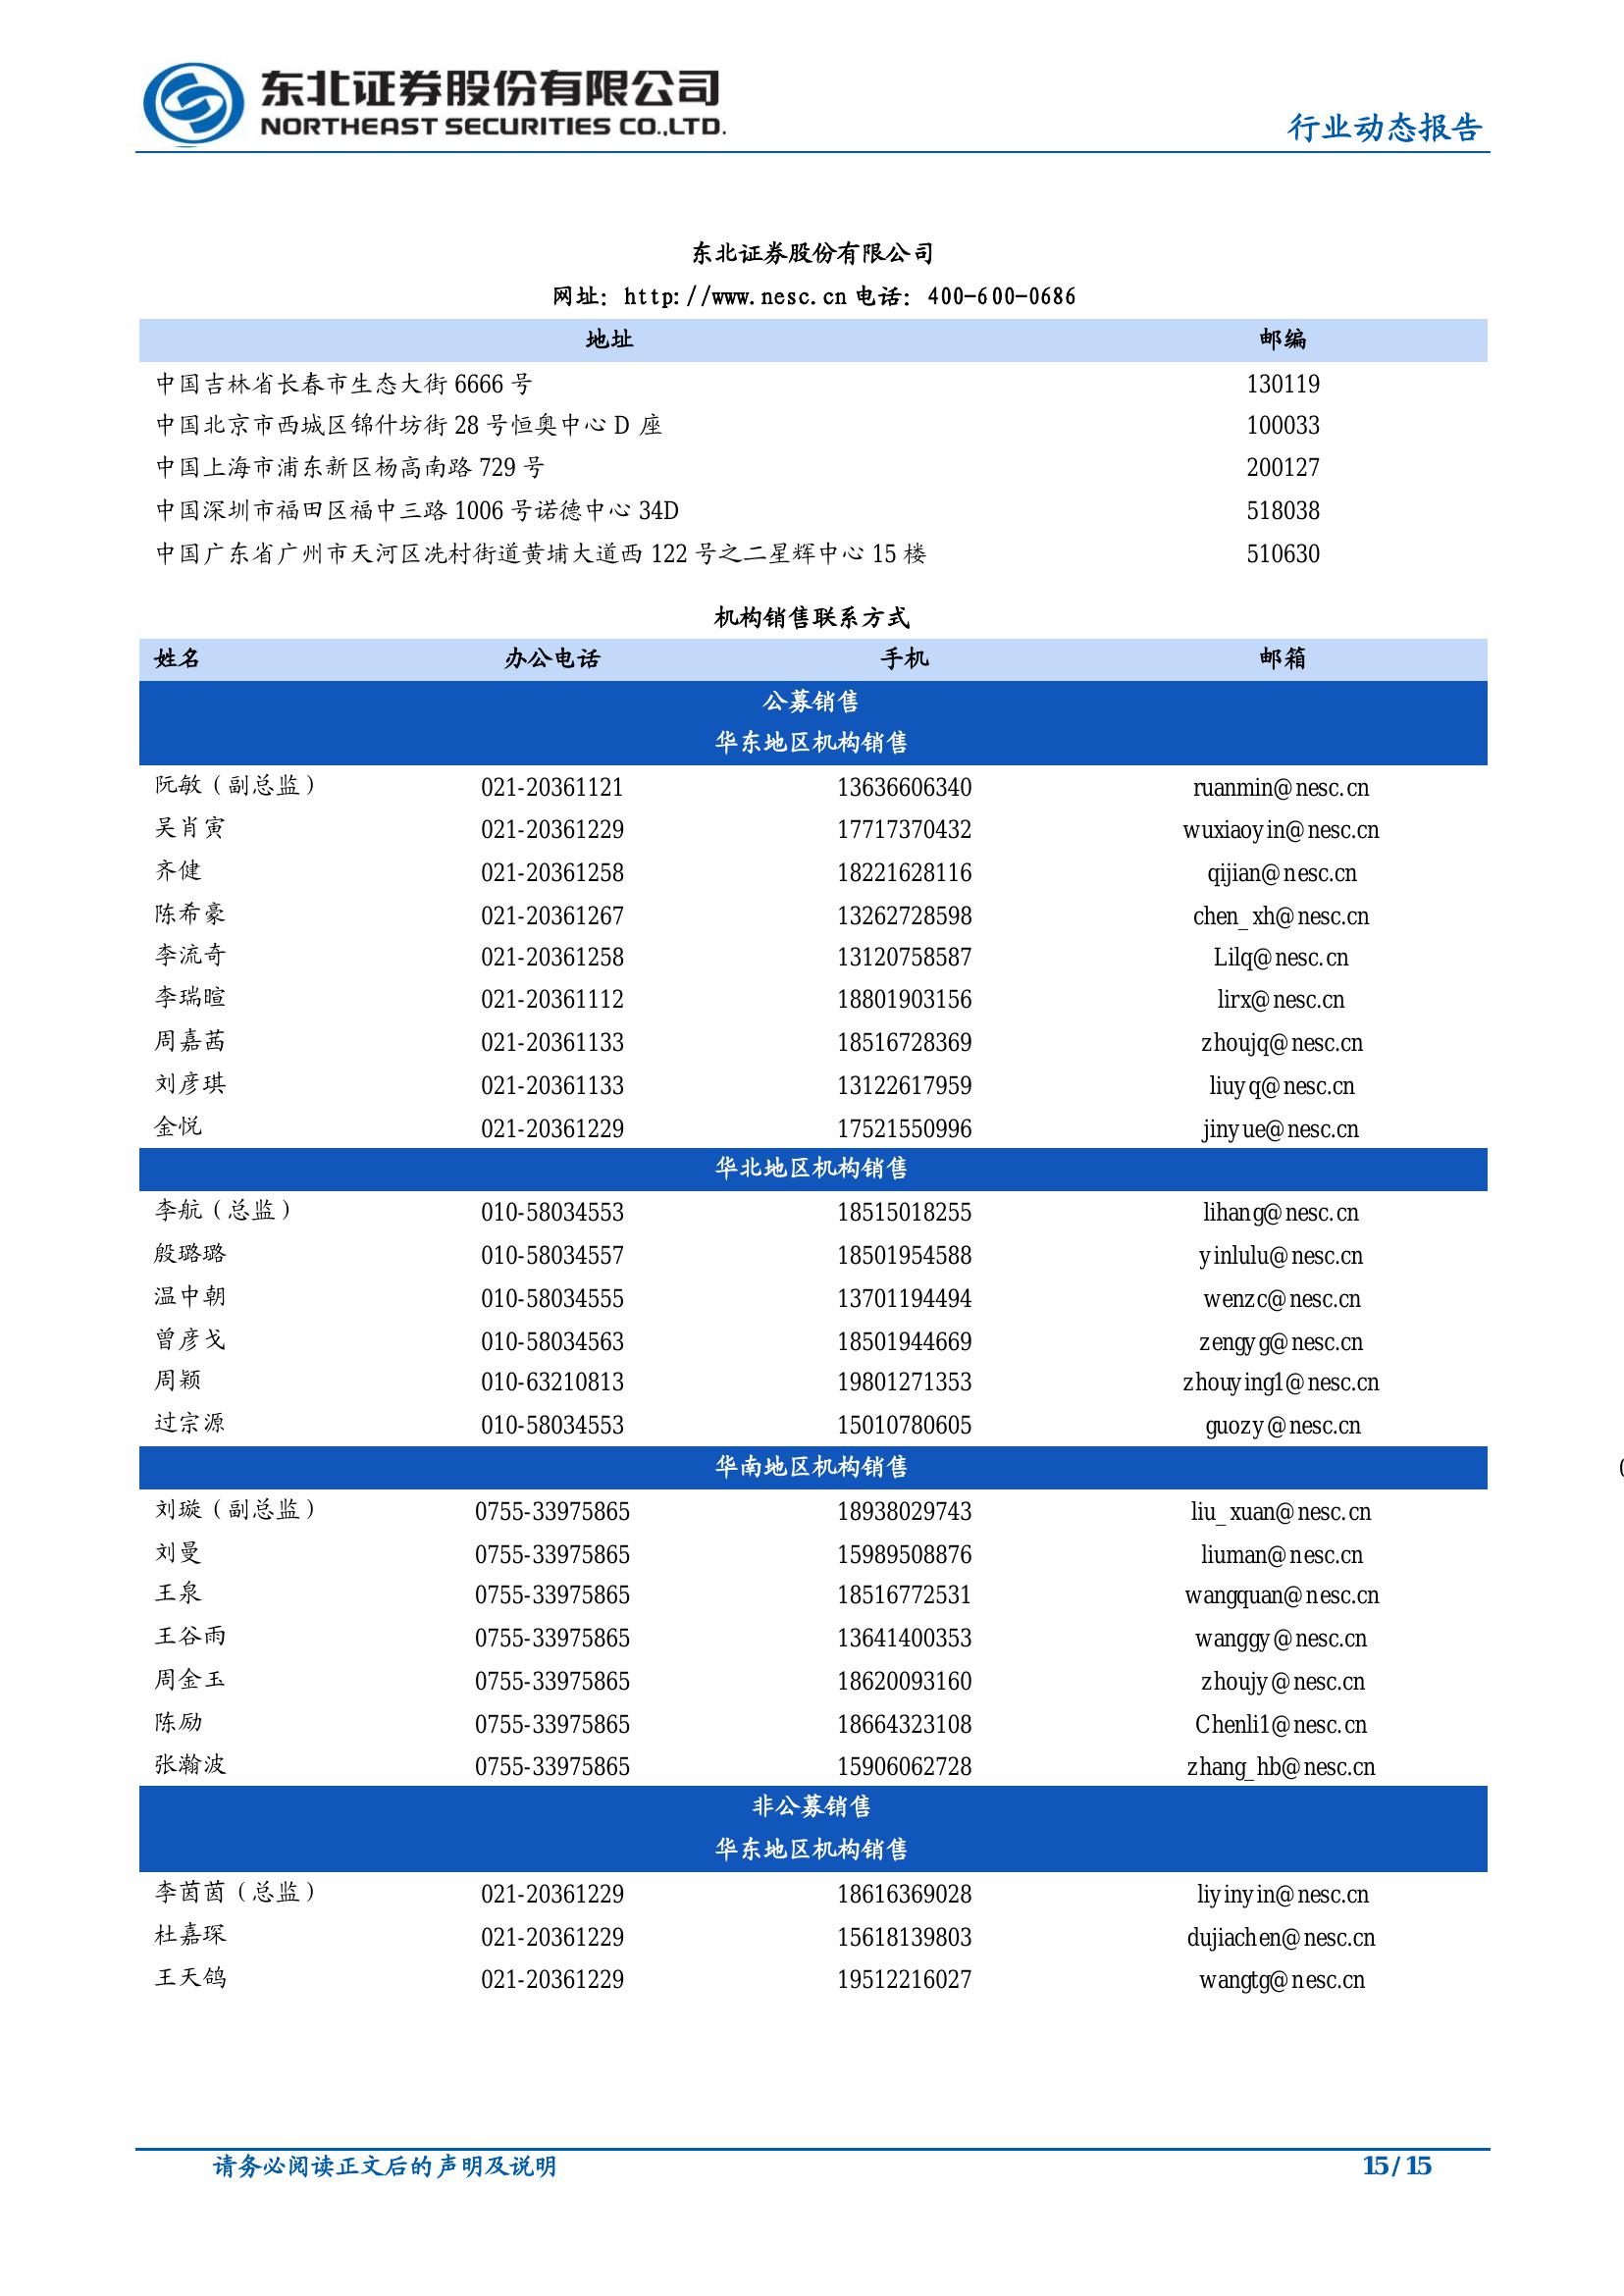 东北证券股份有限公司
NORTHEAST SECURITIES CO.,LTD.
行业动态报告
东北证券股份有限公司
网址：http://www.nesc.cn 电话：400-600-0686
地址 邮编
中国吉林省长春市生态大街 6666 号 130119
中国北京市西城区锦什坊街 28 号恒奥中心 D 座 100033
中国上海市浦东新区杨高南路 729 号 200127
中国深圳市福田区福中三路 1006 号诺德中心 34D 518038
中国广东省广州市天河区冼村街道黄埔大道西 122 号之二星辉中心 15 楼 510630
机构销售联系方式
姓名 办公电话 手机 邮箱
公募销售
华东地区机构销售
阮敏（副总监） 021-20361121 13636606340 ruanmin@nesc.cn
吴肖寅 021-20361229 17717370432 wuxiaoyin@nesc.cn
齐健 021-20361258 18221628116 qijian@nesc.cn
陈希豪 021-20361267 13262728598 chen_xh@nesc.cn
李流奇 021-20361258 13120758587 Lilq@nesc.cn
李瑞暄 021-20361112 18801903156 lirx@nesc.cn
周嘉茜 021-20361133 18516728369 zhoujq@nesc.cn
刘彦琪 021-20361133 13122617959 liuyq@nesc.cn
金悦 021-20361229 17521550996 jinyue@nesc.cn
华北地区机构销售
李航（总监） 010-58034553 18515018255 lihang@nesc.cn
殷璐璐 010-58034557 18501954588 yinlulu@nesc.cn
温中朝 010-58034555 13701194494 wenzc@nesc.cn
曾彦戈 010-58034563 18501944669 zengyg@nesc.cn
周颖 010-63210813 19801271353 zhouying1@nesc.cn
过宗源 010-58034553 15010780605 guozy@nesc.cn
华南地区机构销售
刘璇（副总监） 0755-33975865 18938029743 liu_xuan@nesc.cn
刘曼 0755-33975865 15989508876 liuman@nesc.cn
王泉 0755-33975865 18516772531 wangquan@nesc.cn
王谷雨 0755-33975865 13641400353 wanggy@nesc.cn
周金玉 0755-33975865 18620093160 zhoujy@nesc.cn
陈励 0755-33975865 18664323108 Chenli1@nesc.cn
张瀚波 0755-33975865 15906062728 zhang_hb@nesc.cn
非公募销售
华东地区机构销售
李茵茵（总监） 021-20361229 18616369028 liyinyin@nesc.cn
杜嘉琛 021-20361229 15618139803 dujiachen@nesc.cn
王天鸽 021-20361229 19512216027 wangtg@nesc.cn
请务必阅读正文后的声明及说明 15/15